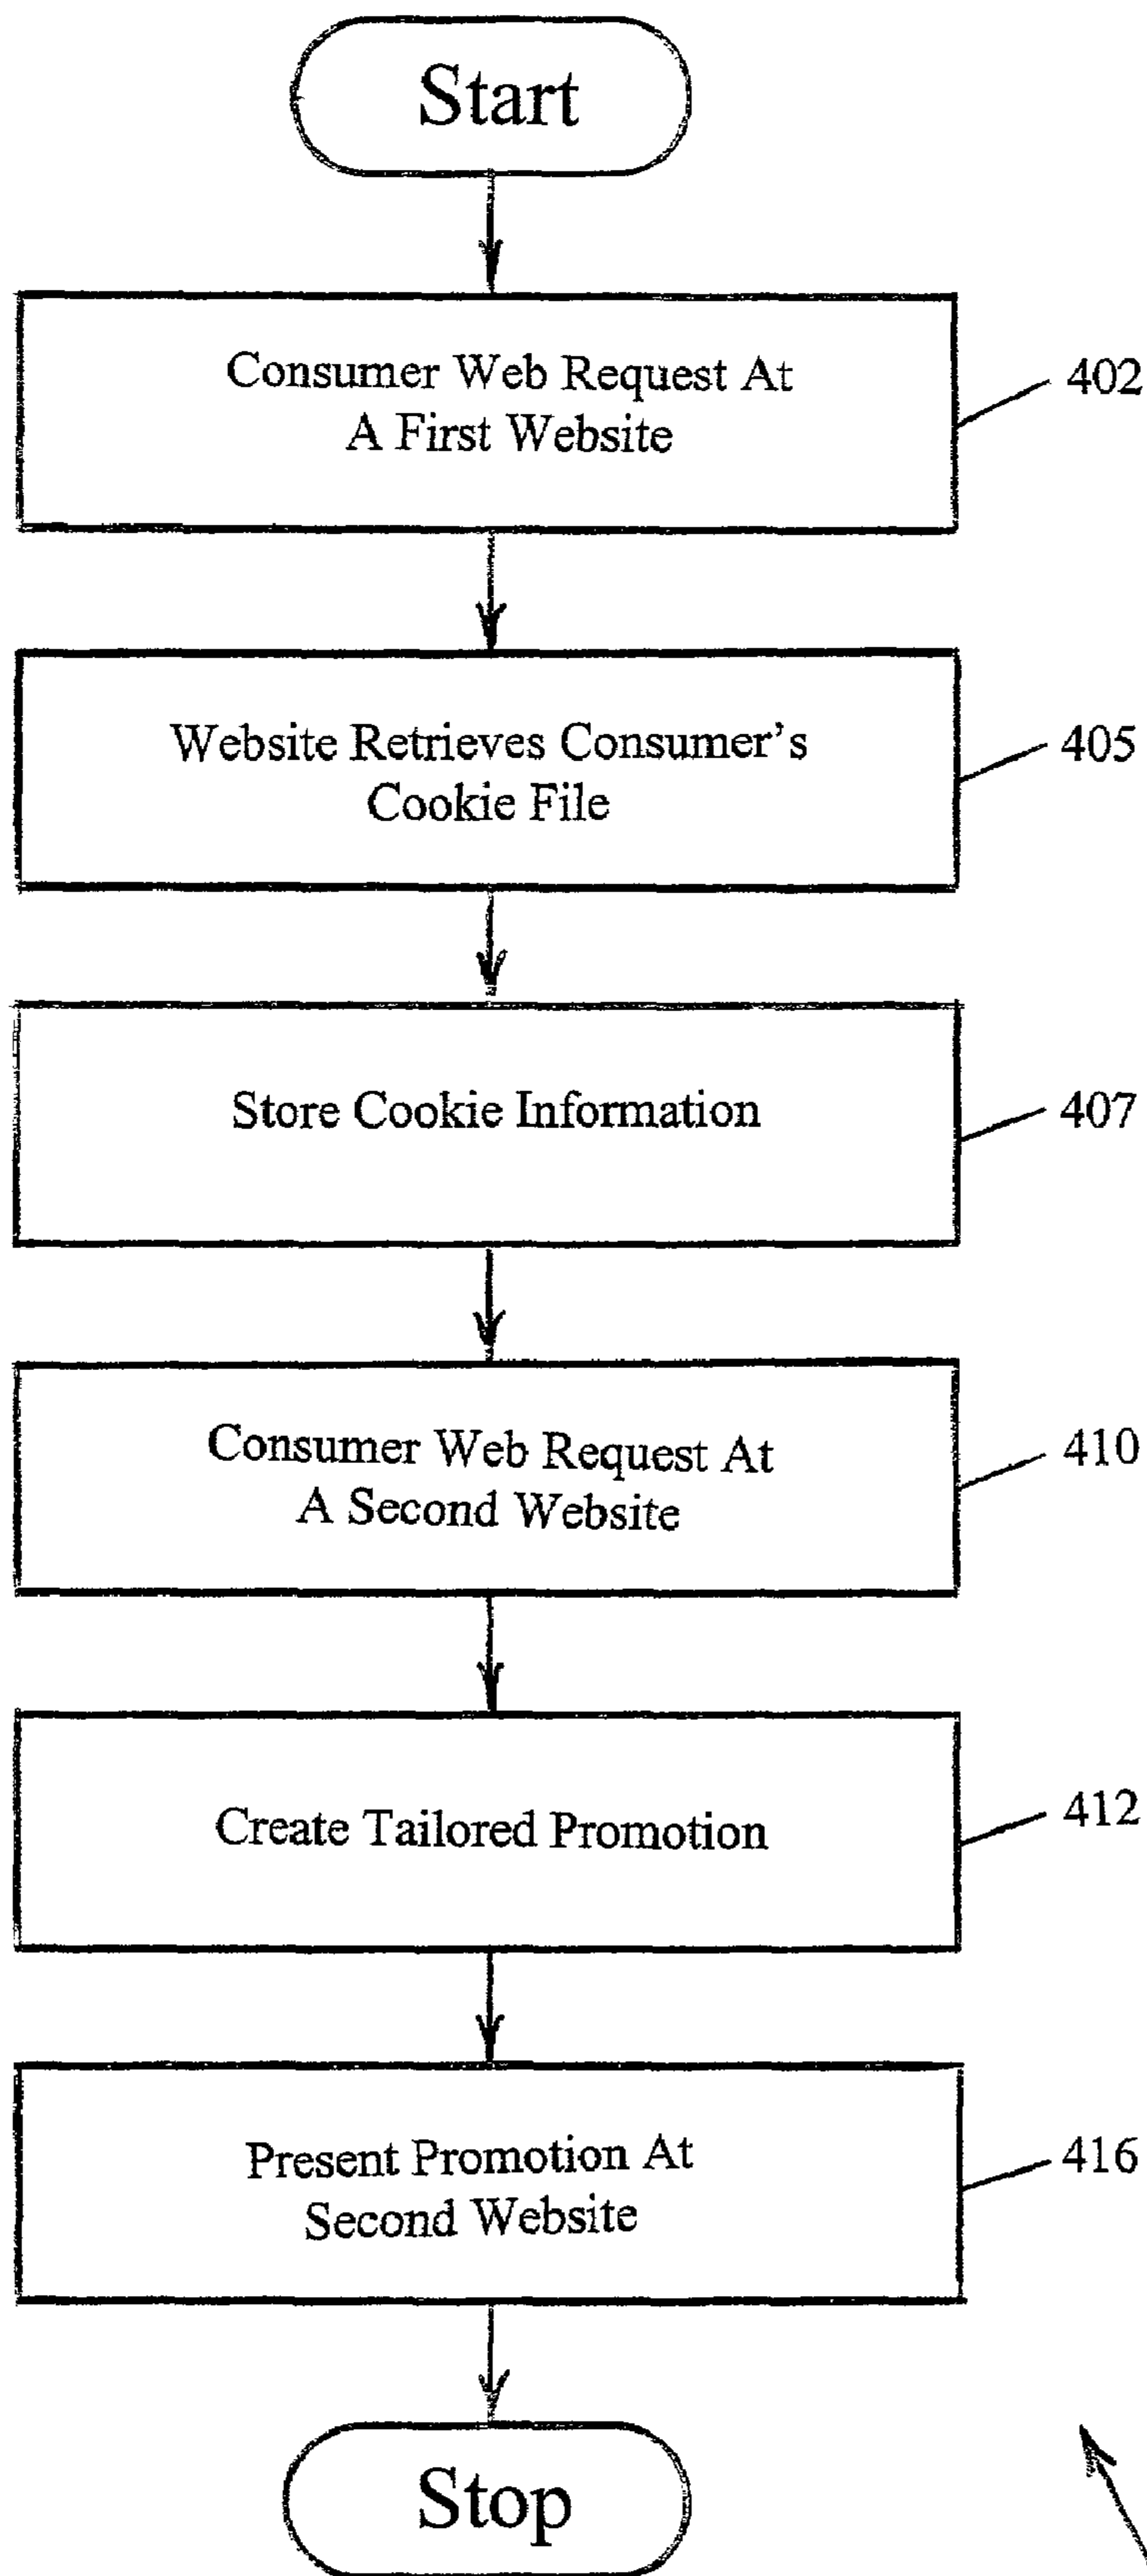 Start
Consumer Web Request At
A First Website
402
Website Retrieves Consumer's
Cookie File
405
Store Cookie Information
407
Consumer Web Request At
A Second Website
410
Create Tailored Promotion
412
Present Promotion At
Second Website
416
Stop